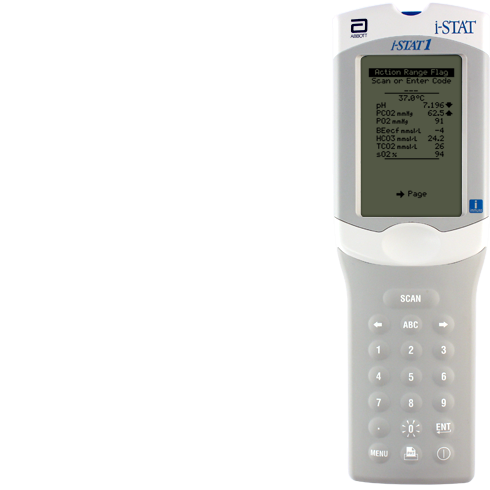 ABBOTT
i-STAT
i-STAT 1
Action Range Flag
Scan or Enter Code
---
37.0°C
pH 7.196
PCO2 mmHg 62.5
PO2 mmHg 91
BEecf mmol/L -4
HCO3 mmol/L 24.2
TCO2 mmol/L 26
sO2 % 94
→ Page
i
SCAN
← ABC →
1 2 3
4 5 6
7 8 9
. 0 ENT
MENU